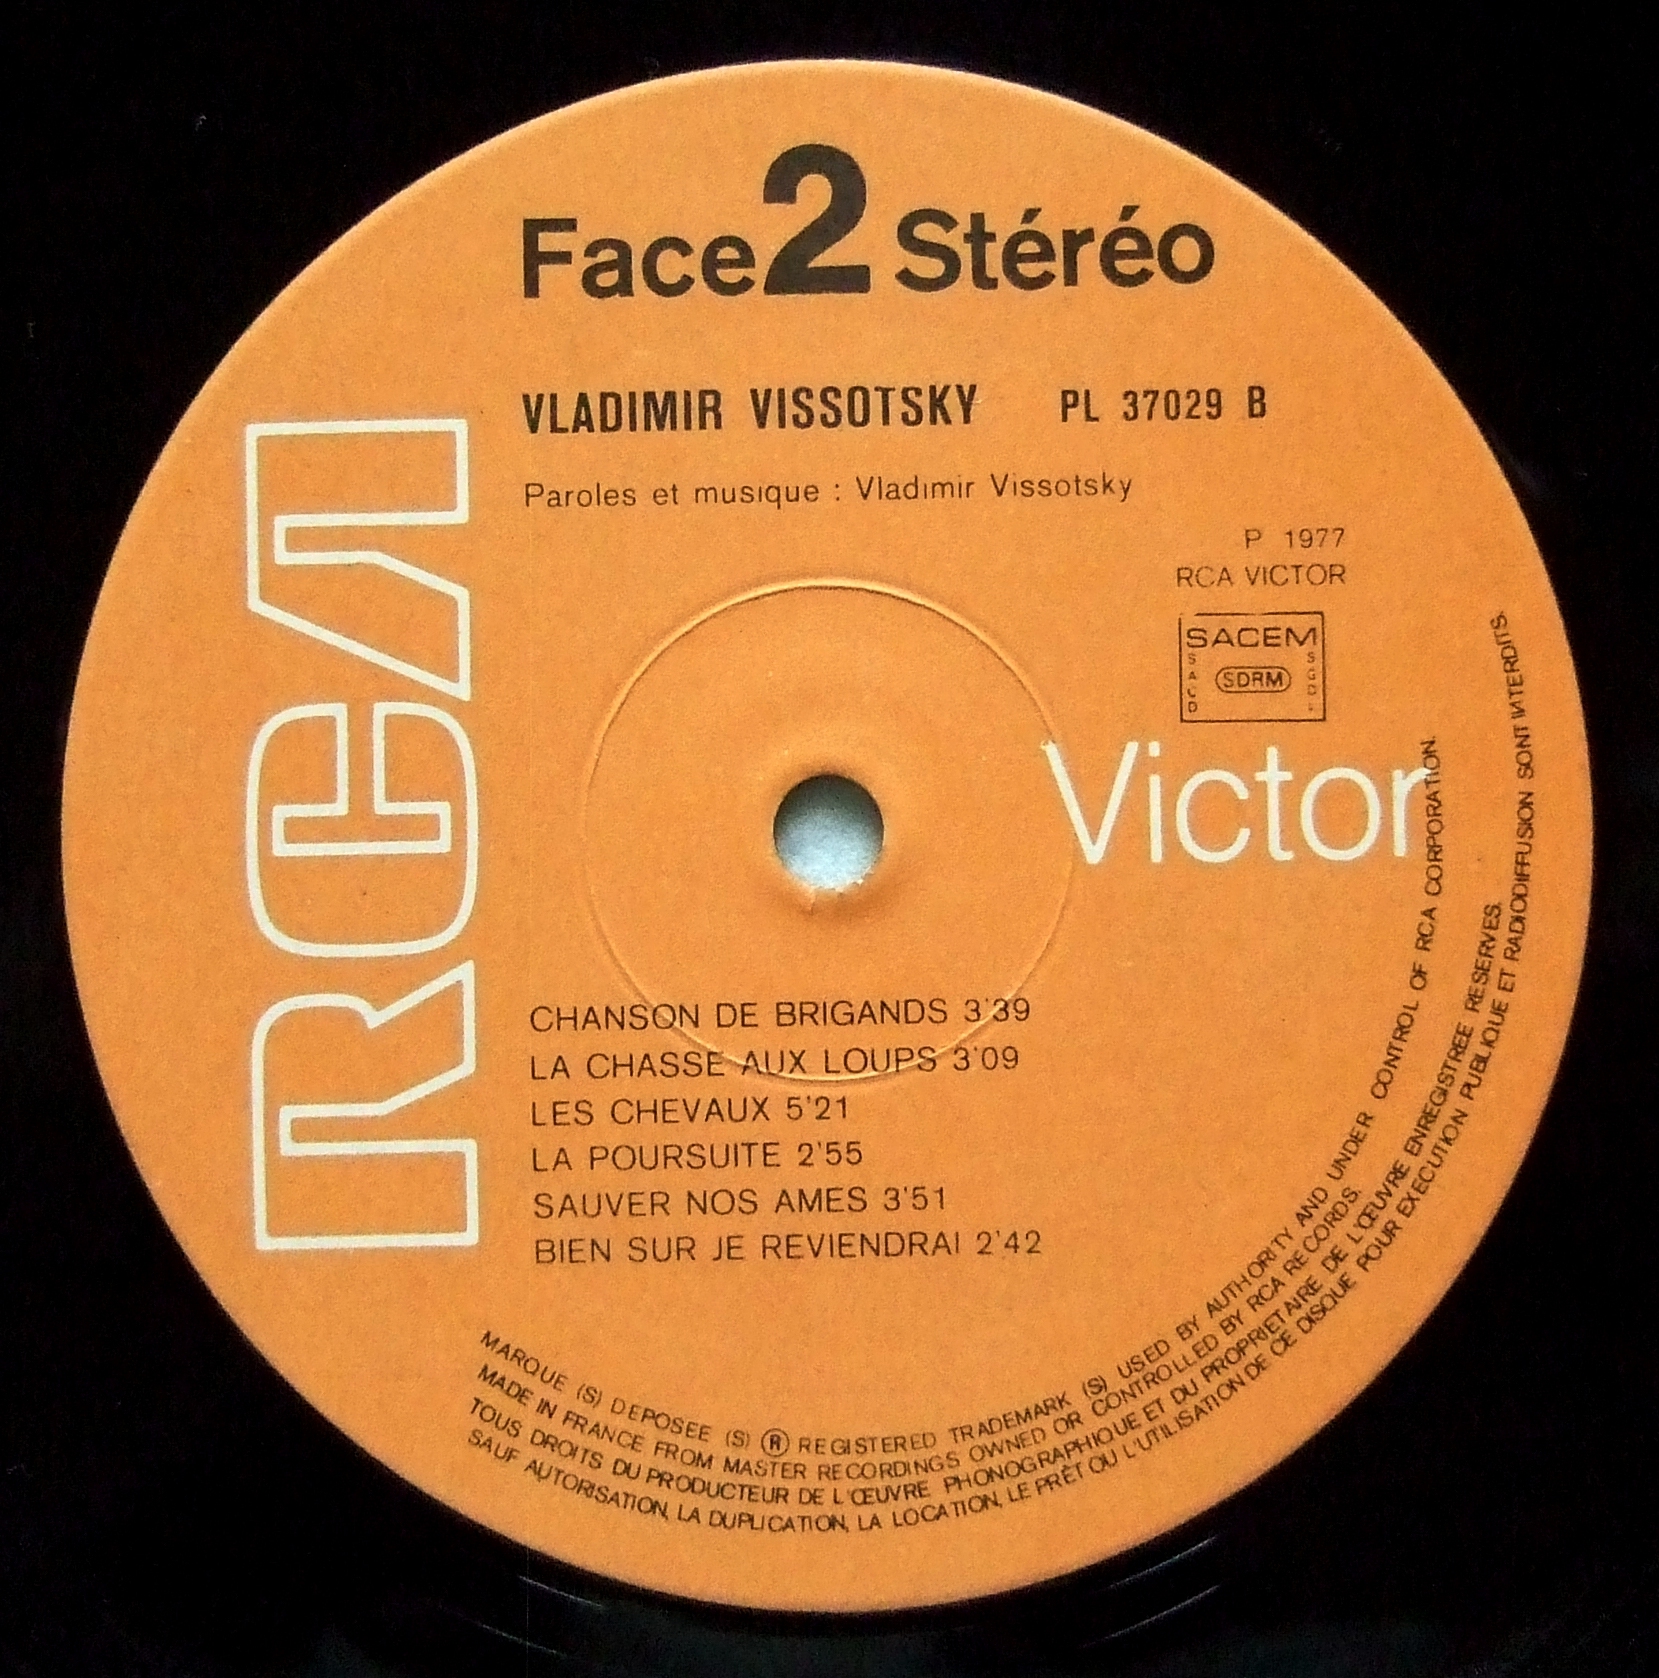 Face 2 Stéréo
VLADIMIR VISSOTSKY PL 37029 B
Paroles et musique : Vladimir Vissotsky
P 1977
RCA VICTOR
SACEM
SACD SDRM SGDL
RCA Victor
CHANSON DE BRIGANDS 3'39
LA CHASSE AUX LOUPS 3'09
LES CHEVAUX 5'21
LA POURSUITE 2'55
SAUVER NOS AMES 3'51
BIEN SUR JE REVIENDRAI 2'42
MARQUE (S) DEPOSEE (S) ® REGISTERED TRADEMARK (S) USED BY AUTHORITY AND UNDER CONTROL OF RCA CORPORATION.
MADE IN FRANCE FROM MASTER RECORDINGS OWNED OR CONTROLLED BY RCA RECORDS.
TOUS DROITS DU PRODUCTEUR DE L'ŒUVRE PHONOGRAPHIQUE ET DU PROPRIETAIRE DE L'ŒUVRE ENREGISTREE RESERVES.
SAUF AUTORISATION, LA DUPLICATION, LA LOCATION, LE PRÊT OU L'UTILISATION DE CE DISQUE POUR EXECUTION PUBLIQUE ET RADIODIFFUSION SONT INTERDITS.